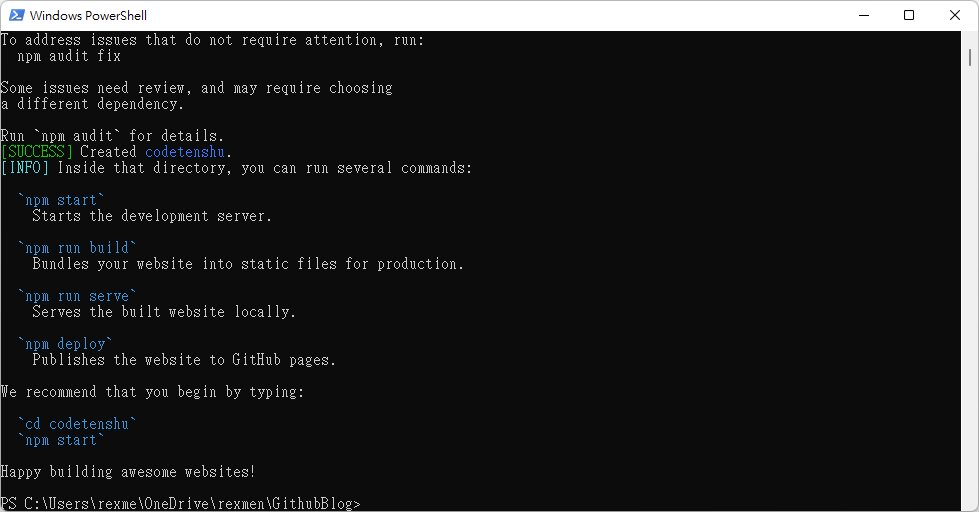 Windows PowerShell
To address issues that do not require attention, run:
  npm audit fix
Some issues need review, and may require choosing
a different dependency.
Run `npm audit` for details.
[SUCCESS] Created codetenshu.
[INFO] Inside that directory, you can run several commands:
  `npm start`
    Starts the development server.
  `npm run build`
    Bundles your website into static files for production.
  `npm run serve`
    Serves the built website locally.
  `npm deploy`
    Publishes the website to GitHub pages.
We recommend that you begin by typing:
  `cd codetenshu`
  `npm start`
Happy building awesome websites!
PS C:\Users\rexme\OneDrive\rexmen\GithubBlog>